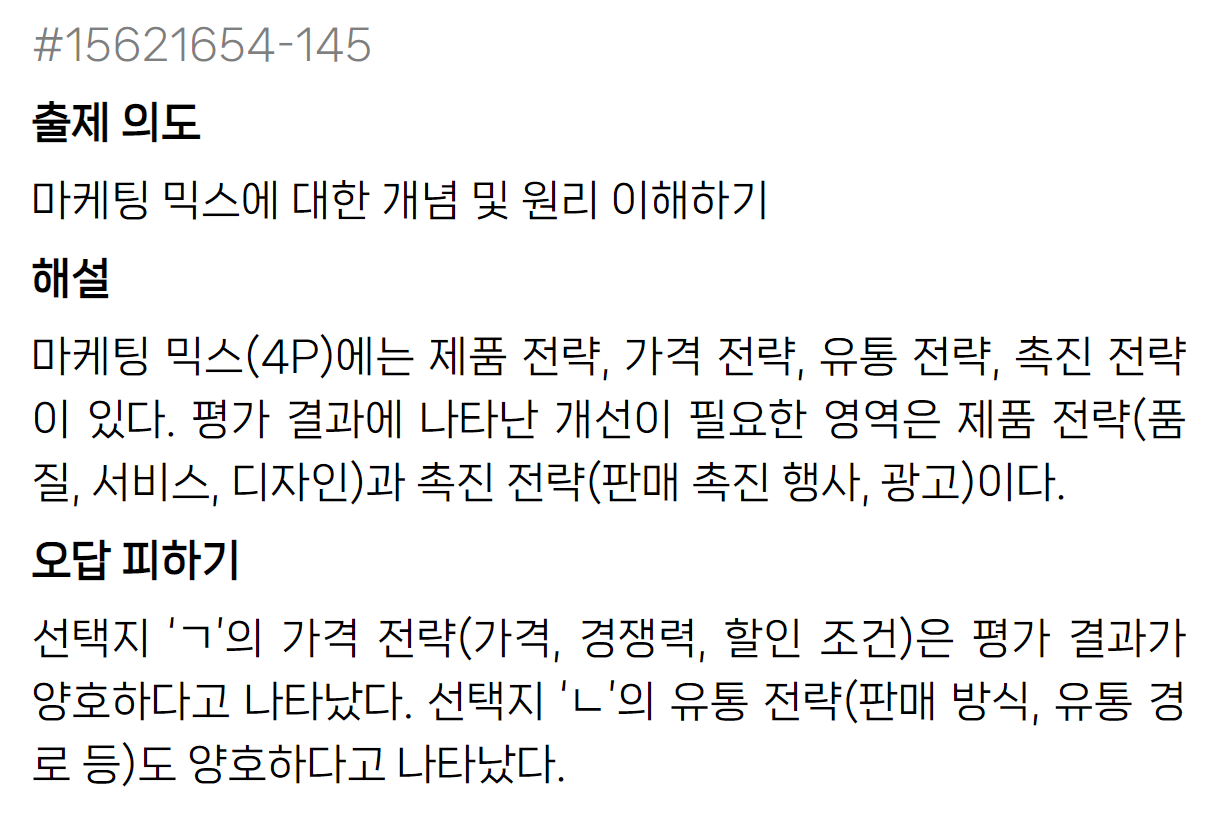 #15621654-145
출제 의도
마케팅 믹스에 대한 개념 및 원리 이해하기
해설
마케팅 믹스(4P)에는 제품 전략, 가격 전략, 유통 전략, 촉진 전략
이 있다. 평가 결과에 나타난 개선이 필요한 영역은 제품 전략(품
질, 서비스, 디자인)과 촉진 전략(판매 촉진 행사, 광고)이다.
오답 피하기
선택지 ‘ㄱ’의 가격 전략(가격, 경쟁력, 할인 조건)은 평가 결과가
양호하다고 나타났다. 선택지 ‘ㄴ’의 유통 전략(판매 방식, 유통 경
로 등)도 양호하다고 나타났다.